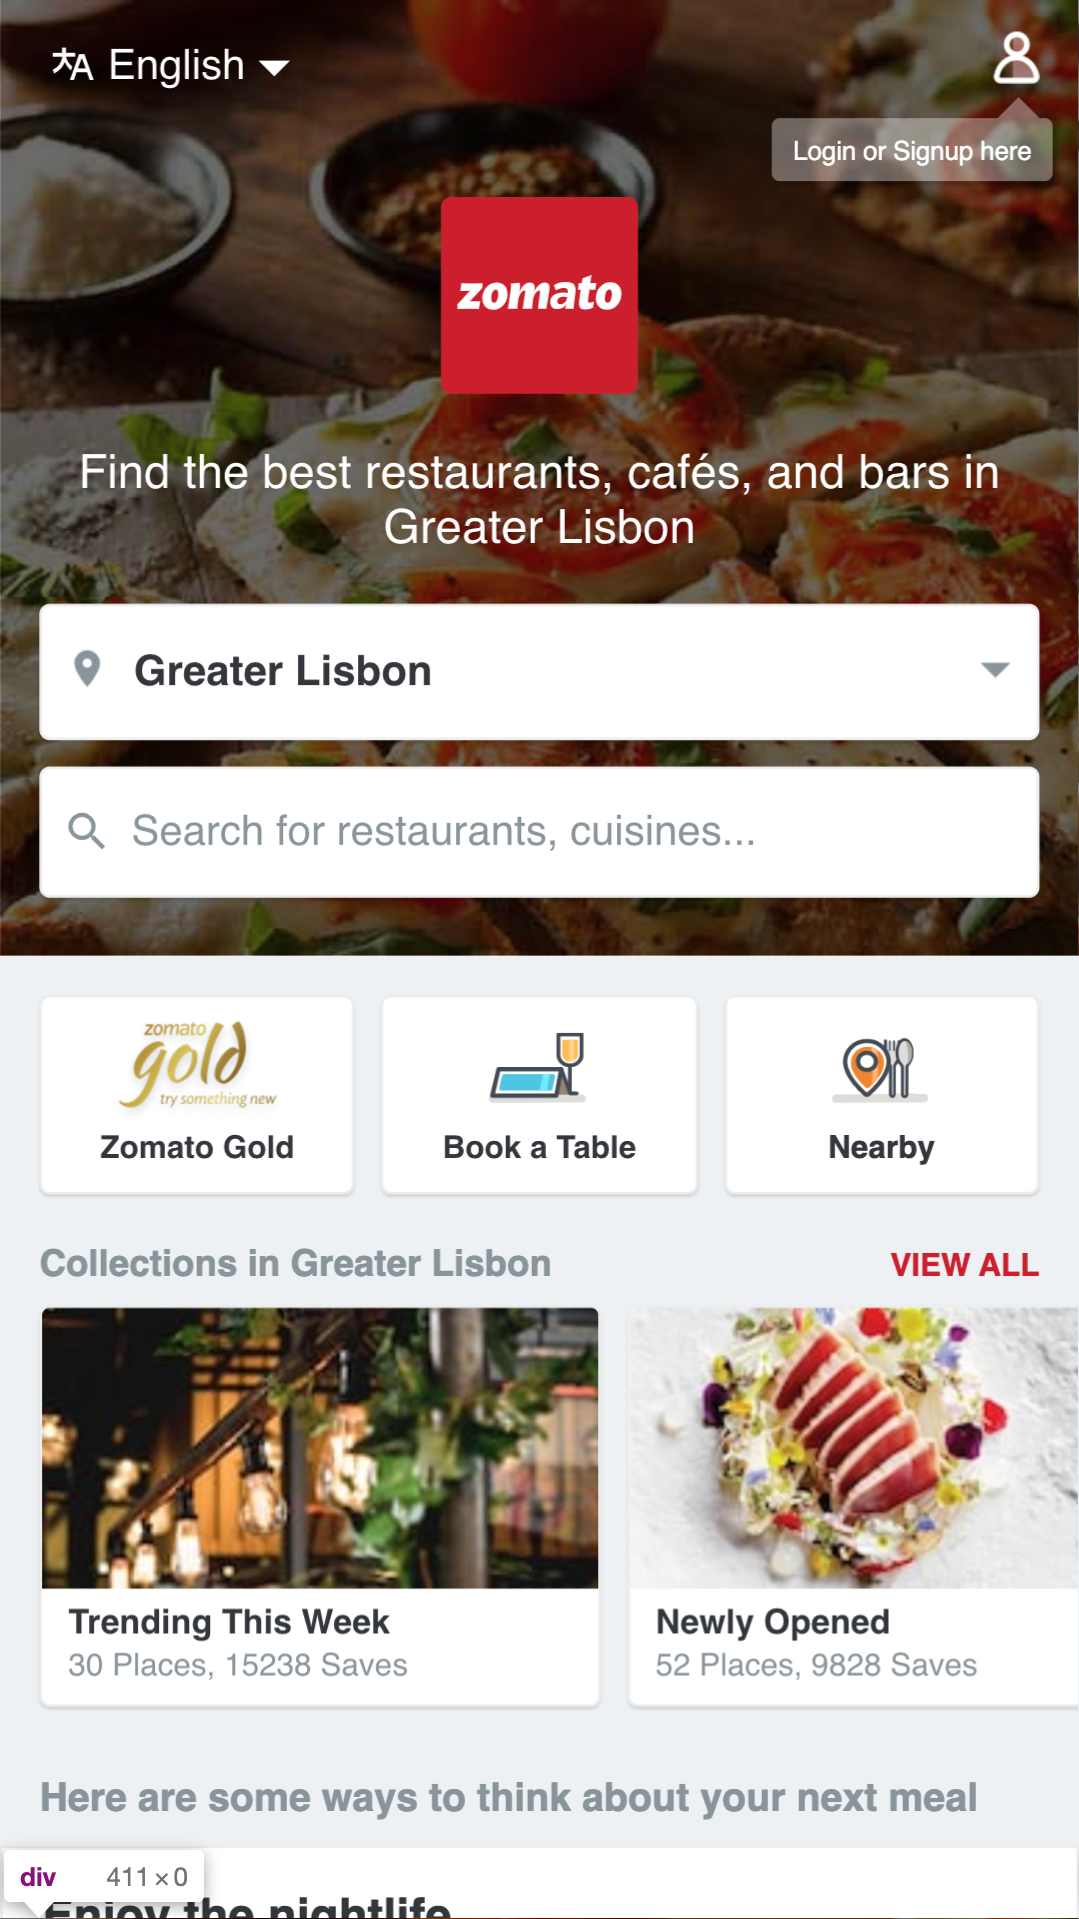 English
Login or Signup here
zomato
Find the best restaurants, cafés, and bars in
Greater Lisbon
Greater Lisbon
Search for restaurants, cuisines...
zomato
gold
try something new
Zomato Gold
Book a Table
Nearby
Collections in Greater Lisbon
VIEW ALL
Trending This Week
30 Places, 15238 Saves
Newly Opened
52 Places, 9828 Saves
Here are some ways to think about your next meal
div 411×0
Enjoy the nightlife